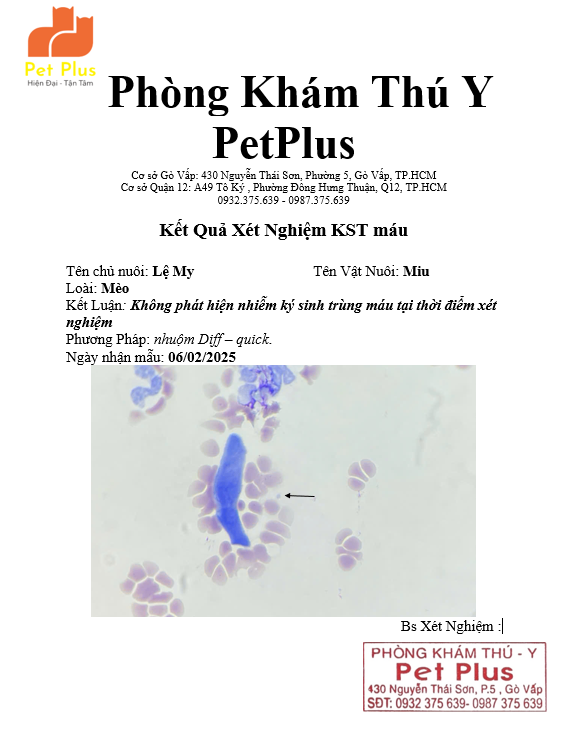 Pet Plus
Hiện Đại - Tận Tâm
Phòng Khám Thú Y
PetPlus
Cơ sở Gò Vấp: 430 Nguyễn Thái Sơn, Phường 5, Gò Vấp, TP.HCM
Cơ sở Quận 12: A49 Tô Ký , Phường Đông Hưng Thuận, Q12, TP.HCM
0932.375.639 - 0987.375.639
Kết Quả Xét Nghiệm KST máu
Tên chủ nuôi: Lệ My Tên Vật Nuôi: Miu
Loài: Mèo
Kết Luận: Không phát hiện nhiễm ký sinh trùng máu tại thời điểm xét
nghiệm
Phương Pháp: nhuộm Diff – quick.
Ngày nhận mẫu: 06/02/2025
Bs Xét Nghiệm :
PHÒNG KHÁM THÚ - Y
Pet Plus
430 Nguyễn Thái Sơn, P.5 , Gò Vấp
SĐT: 0932 375 639- 0987 375 639